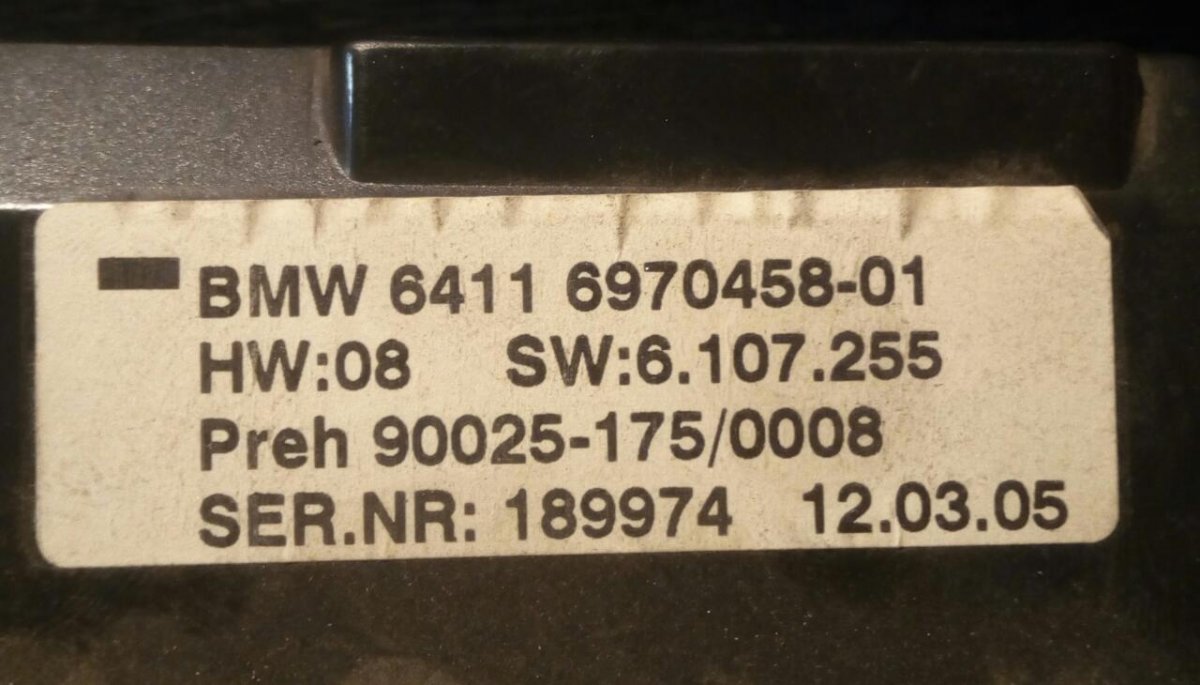 BMW 6411 6970458-01
HW:08 SW:6.107.255
Preh 90025-175/0008
SER.NR: 189974 12.03.05